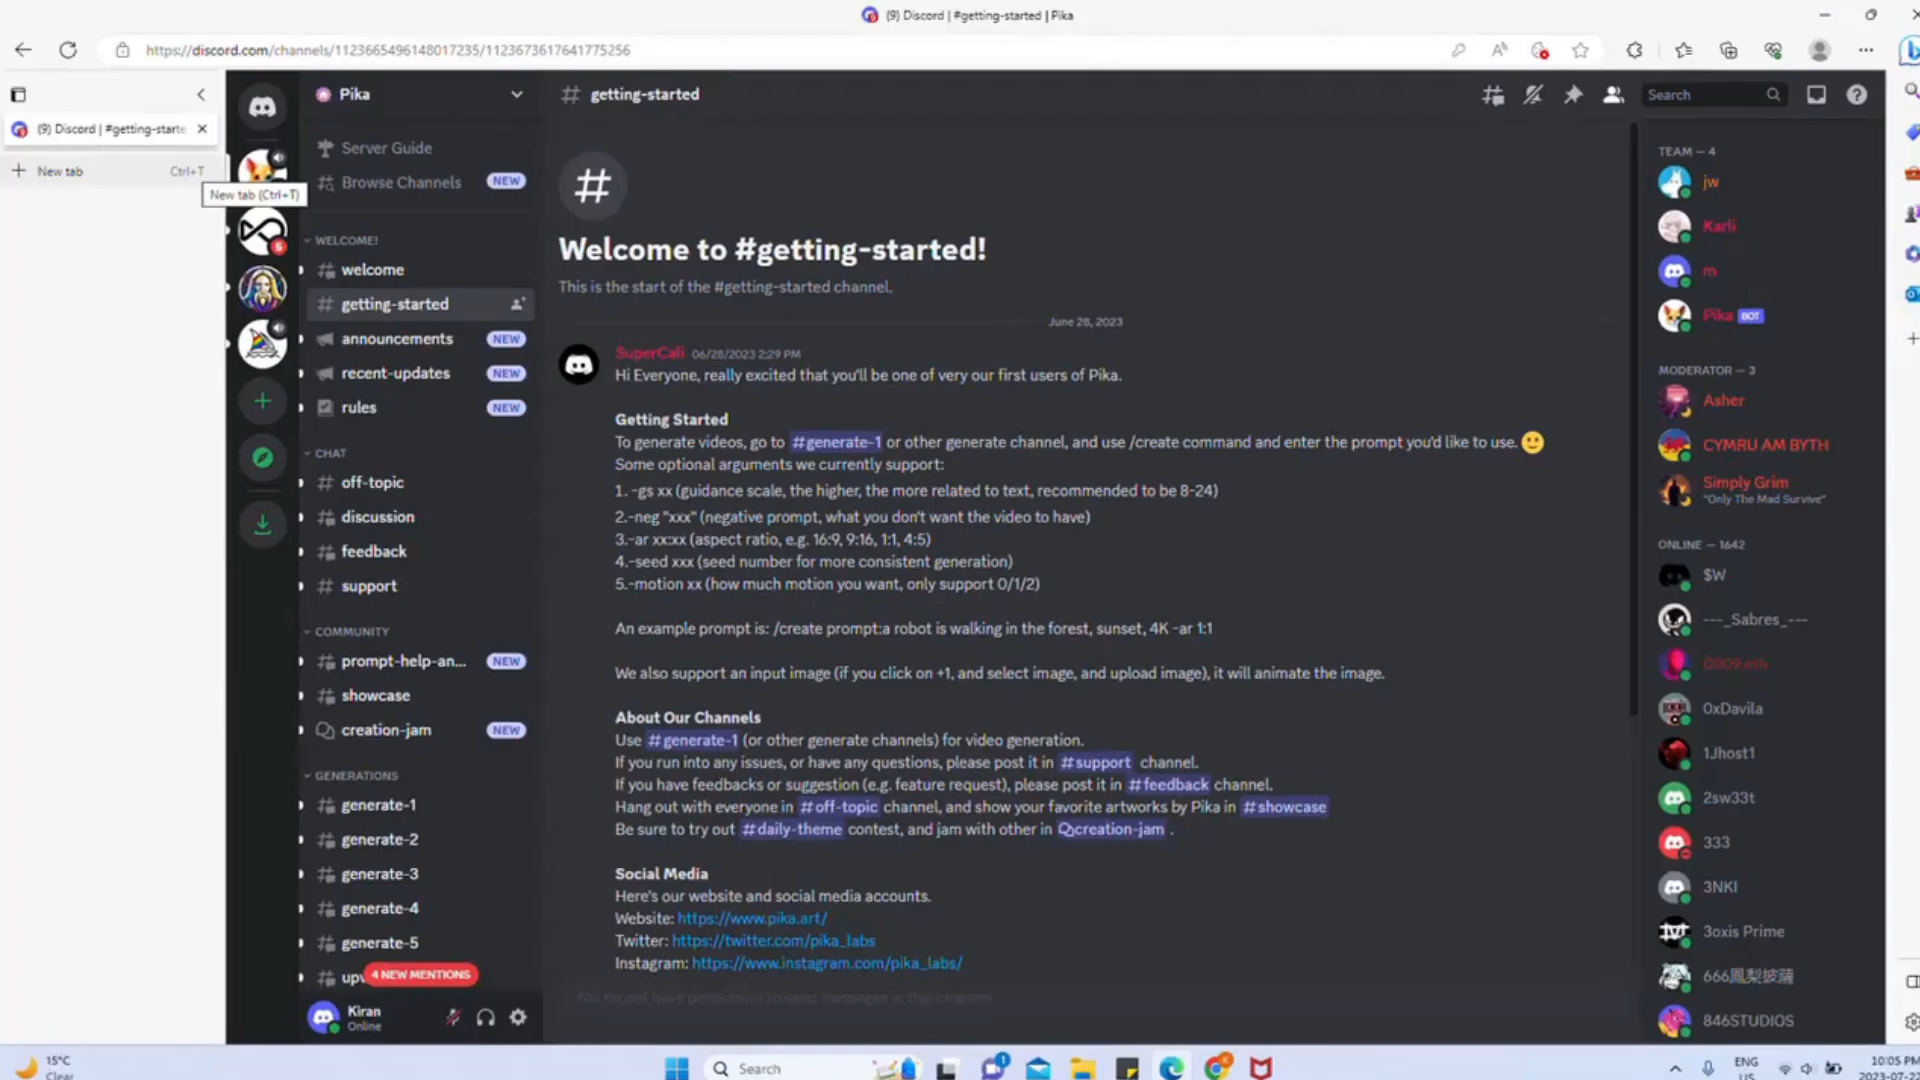 (9) Discord | #getting-started | Pika
https://discord.com/channels/1123665496148017235/1123673617641775256
(9) Discord | #getting-starte
New tab Ctrl+T
New tab (Ctrl+T)
5
Pika
Server Guide
Browse Channels NEW
WELCOME!
welcome
getting-started
announcements NEW
recent-updates NEW
rules NEW
CHAT
off-topic
discussion
feedback
support
COMMUNITY
prompt-help-an... NEW
showcase
creation-jam NEW
GENERATIONS
generate-1
generate-2
generate-3
generate-4
generate-5
4 NEW MENTIONS
Kiran
Online
getting-started
Search
Welcome to #getting-started!
This is the start of the #getting-started channel.
June 28, 2023
SuperCali 06/28/2023 2:29 PM
Hi Everyone, really excited that you'll be one of very our first users of Pika.
Getting Started
To generate videos, go to #generate-1 or other generate channel, and use /create command and enter the prompt you'd like to use. 🙂
Some optional arguments we currently support:
1. -gs xx (guidance scale, the higher, the more related to text, recommended to be 8-24)
2.-neg "xxx" (negative prompt, what you don't want the video to have)
3.-ar xx:xx (aspect ratio, e.g. 16:9, 9:16, 1:1, 4:5)
4.-seed xxx (seed number for more consistent generation)
5.-motion xx (how much motion you want, only support 0/1/2)
An example prompt is: /create prompt:a robot is walking in the forest, sunset, 4K -ar 1:1
We also support an input image (if you click on +1, and select image, and upload image), it will animate the image.
About Our Channels
Use #generate-1 (or other generate channels) for video generation.
If you run into any issues, or have any questions, please post it in #support channel.
If you have feedbacks or suggestion (e.g. feature request), please post it in #feedback channel.
Hang out with everyone in #off-topic channel, and show your favorite artworks by Pika in #showcase
Be sure to try out #daily-theme contest, and jam with other in creation-jam .
Social Media
Here's our website and social media accounts.
Website: https://www.pika.art/
Twitter: https://twitter.com/pika_labs
Instagram: https://www.instagram.com/pika_labs/
You do not have permission to send messages in this channel.
TEAM — 4
jw
Karli
m
Pika BOT
MODERATOR — 3
Asher
CYMRU AM BYTH
Simply Grim
"Only The Mad Survive"
ONLINE — 1642
$W
---_Sabres_---
0009.eth
0xDavila
1Jhost1
2sw33t
333
3NKI
3oxis Prime
666鳳梨披薩
846STUDIOS
15°C
Clear
Search
1
ENG
US
10:05 PM
2023-07-22